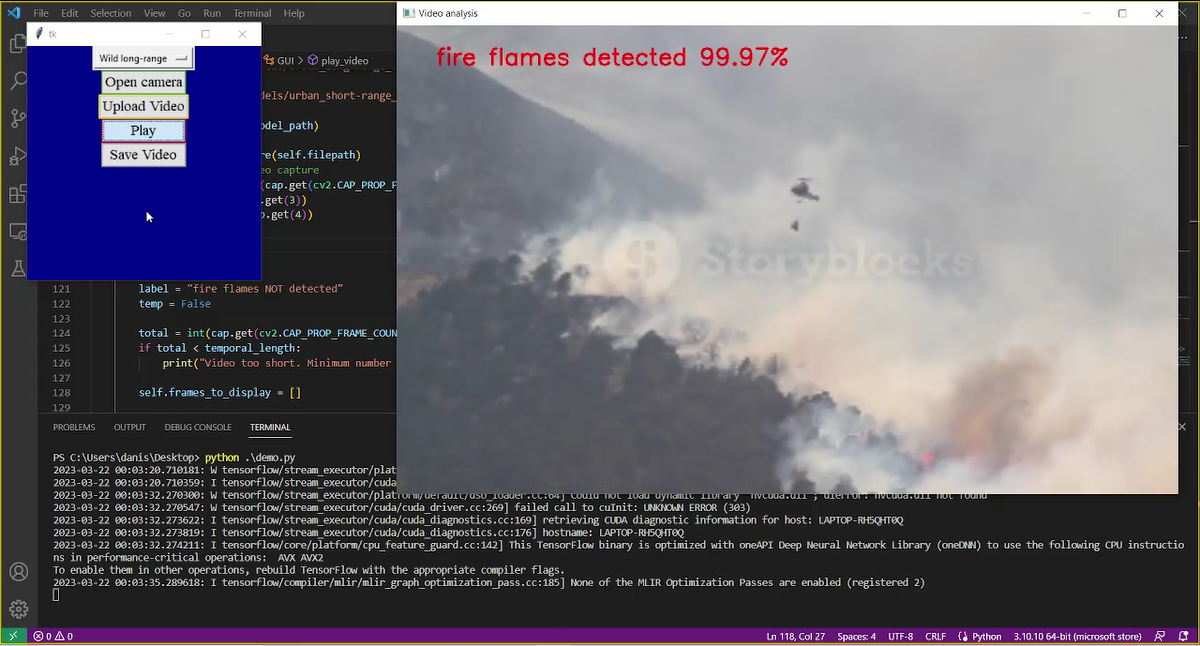 File Edit Selection View Go Run Terminal Help
tk
Wild long-range
Open camera
Upload Video
Play
Save Video
Video analysis
fire flames detected 99.97%
Storyblocks
GUI > play_video
dels/urban_short-range_
odel_path)
re(self.filepath)
eo capture
(cap.get(cv2.CAP_PROP_F
.get(3))
p.get(4))
121 label = "fire flames NOT detected"
122 temp = False
123
124 total = int(cap.get(cv2.CAP_PROP_FRAME_COUN
125 if total < temporal_length:
126 print("Video too short. Minimum number
127
128 self.frames_to_display = []
129
PROBLEMS OUTPUT DEBUG CONSOLE TERMINAL
PS C:\Users\danis\Desktop> python .\demo.py
2023-03-22 00:03:20.710181: W tensorflow/stream_executor/plat
2023-03-22 00:03:20.710359: I tensorflow/stream_executor/cuda
2023-03-22 00:03:32.270300: W tensorflow/stream_executor/platform/default/dso_loader.cc:64] Could not load dynamic library 'nvcuda.dll'; dlerror: nvcuda.dll not found
2023-03-22 00:03:32.270547: W tensorflow/stream_executor/cuda/cuda_driver.cc:269] failed call to cuInit: UNKNOWN ERROR (303)
2023-03-22 00:03:32.273622: I tensorflow/stream_executor/cuda/cuda_diagnostics.cc:169] retrieving CUDA diagnostic information for host: LAPTOP-RH5QHT0Q
2023-03-22 00:03:32.273819: I tensorflow/stream_executor/cuda/cuda_diagnostics.cc:176] hostname: LAPTOP-RH5QHT0Q
2023-03-22 00:03:32.274211: I tensorflow/core/platform/cpu_feature_guard.cc:142] This TensorFlow binary is optimized with oneAPI Deep Neural Network Library (oneDNN) to use the following CPU instructio
ns in performance-critical operations: AVX AVX2
To enable them in other operations, rebuild TensorFlow with the appropriate compiler flags.
2023-03-22 00:03:35.289618: I tensorflow/compiler/mlir/mlir_graph_optimization_pass.cc:185] None of the MLIR Optimization Passes are enabled (registered 2)
0 0 Ln 118, Col 27 Spaces: 4 UTF-8 CRLF Python 3.10.10 64-bit (microsoft store)